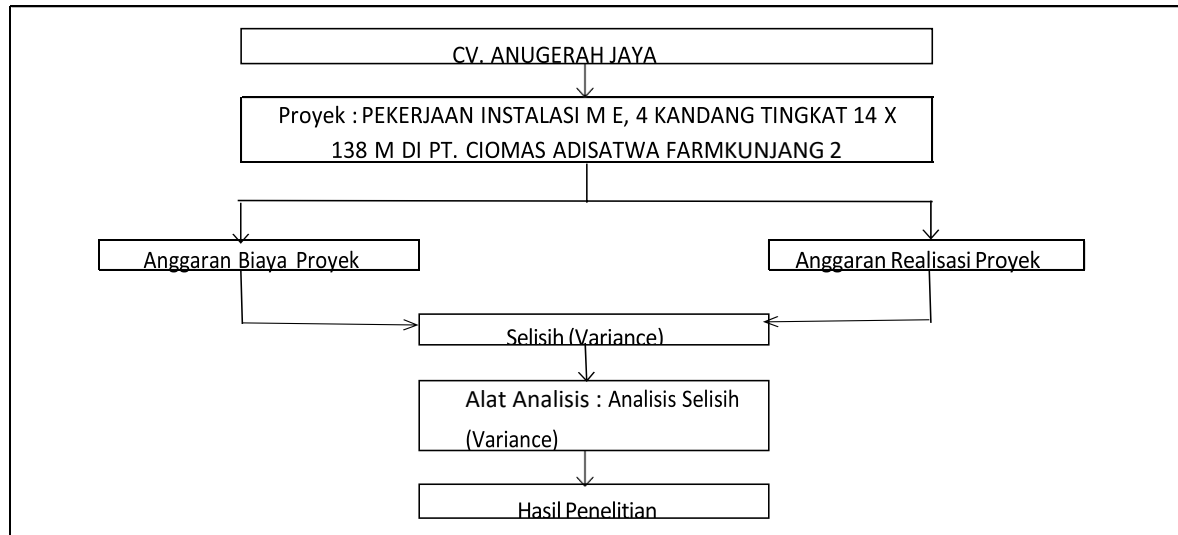 CV. ANUGERAH JAYA
Proyek : PEKERJAAN INSTALASI M E, 4 KANDANG TINGKAT 14 X
138 M DI PT. CIOMAS ADISATWA FARMKUNJANG 2
Anggaran Biaya Proyek
Anggaran Realisasi Proyek
Selisih (Variance)
Alat Analisis : Analisis Selisih
(Variance)
Hasil Penelitian